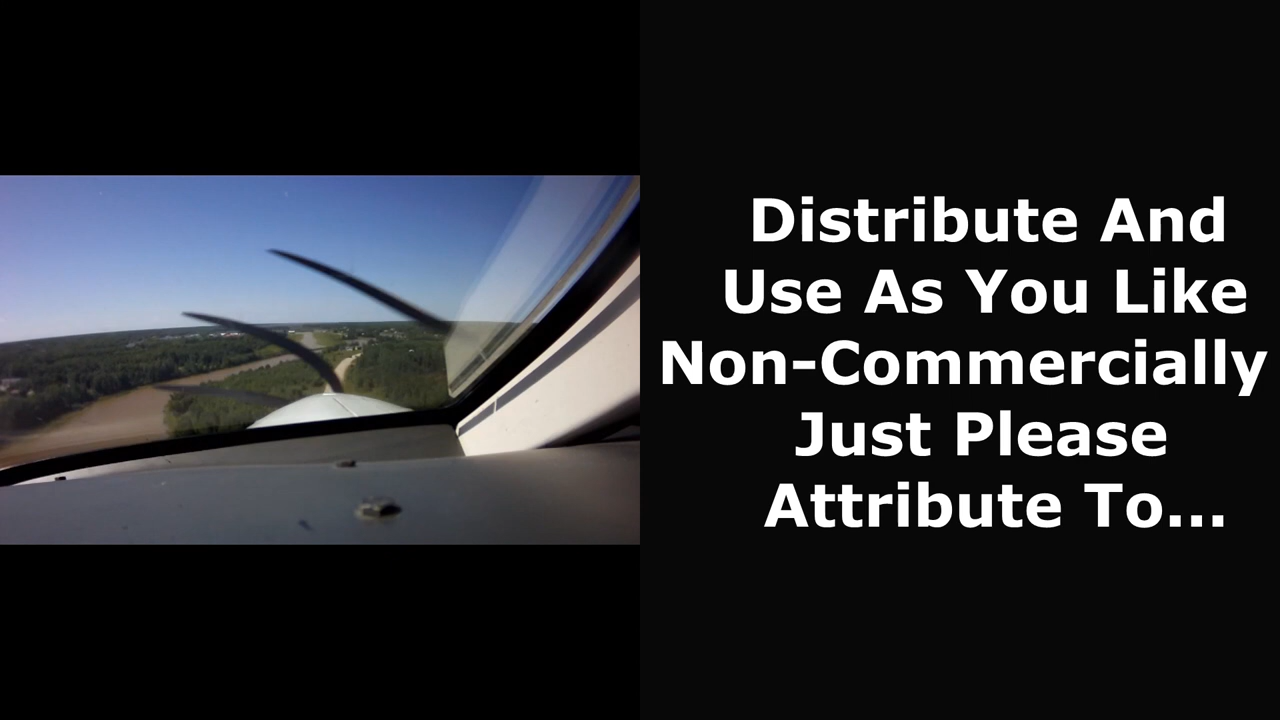 Distribute And
Use As You Like
Non-Commercially
Just Please
Attribute To...